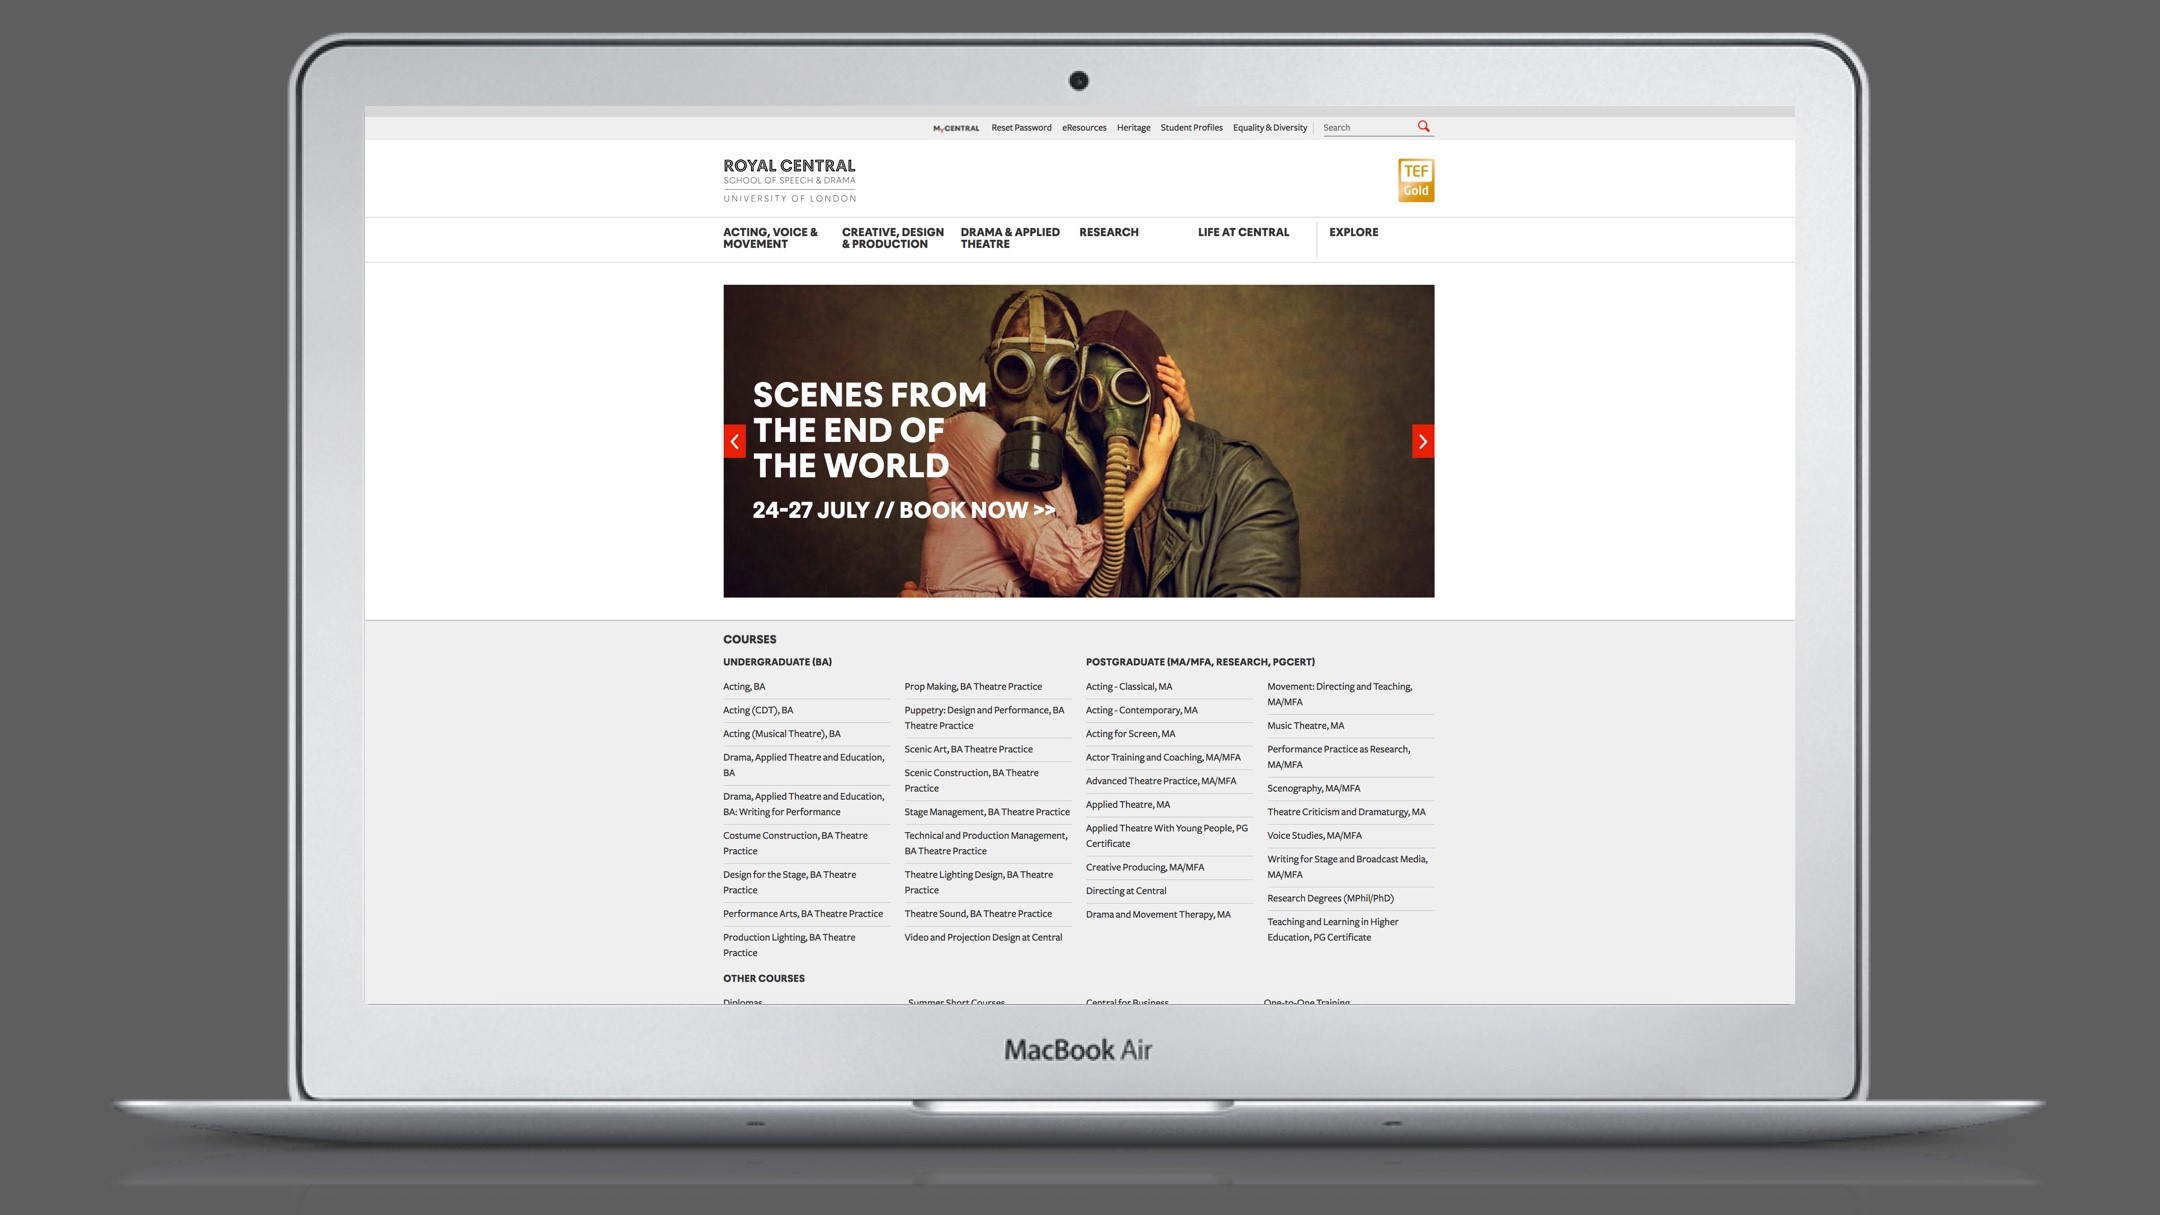 MyCENTRAL Reset Password eResources Heritage Student Profiles Equality & Diversity Search
ROYAL CENTRAL
SCHOOL OF SPEECH & DRAMA
UNIVERSITY OF LONDON
TEF
Gold
ACTING, VOICE &
MOVEMENT
CREATIVE, DESIGN
& PRODUCTION
DRAMA & APPLIED
THEATRE
RESEARCH
LIFE AT CENTRAL
EXPLORE
SCENES FROM
THE END OF
THE WORLD
24-27 JULY // BOOK NOW >>
COURSES
UNDERGRADUATE (BA)
Acting, BA
Acting (CDT), BA
Acting (Musical Theatre), BA
Drama, Applied Theatre and Education,
BA
Drama, Applied Theatre and Education,
BA: Writing for Performance
Costume Construction, BA Theatre
Practice
Design for the Stage, BA Theatre
Practice
Performance Arts, BA Theatre Practice
Production Lighting, BA Theatre
Practice
Prop Making, BA Theatre Practice
Puppetry: Design and Performance, BA
Theatre Practice
Scenic Art, BA Theatre Practice
Scenic Construction, BA Theatre
Practice
Stage Management, BA Theatre Practice
Technical and Production Management,
BA Theatre Practice
Theatre Lighting Design, BA Theatre
Practice
Theatre Sound, BA Theatre Practice
Video and Projection Design at Central
POSTGRADUATE (MA/MFA, RESEARCH, PGCERT)
Acting - Classical, MA
Acting - Contemporary, MA
Acting for Screen, MA
Actor Training and Coaching, MA/MFA
Advanced Theatre Practice, MA/MFA
Applied Theatre, MA
Applied Theatre With Young People, PG
Certificate
Creative Producing, MA/MFA
Directing at Central
Drama and Movement Therapy, MA
Movement: Directing and Teaching,
MA/MFA
Music Theatre, MA
Performance Practice as Research,
MA/MFA
Scenography, MA/MFA
Theatre Criticism and Dramaturgy, MA
Voice Studies, MA/MFA
Writing for Stage and Broadcast Media,
MA/MFA
Research Degrees (MPhil/PhD)
Teaching and Learning in Higher
Education, PG Certificate
OTHER COURSES
Diplomas Summer Short Courses Central for Business One-to-One Training
MacBook Air